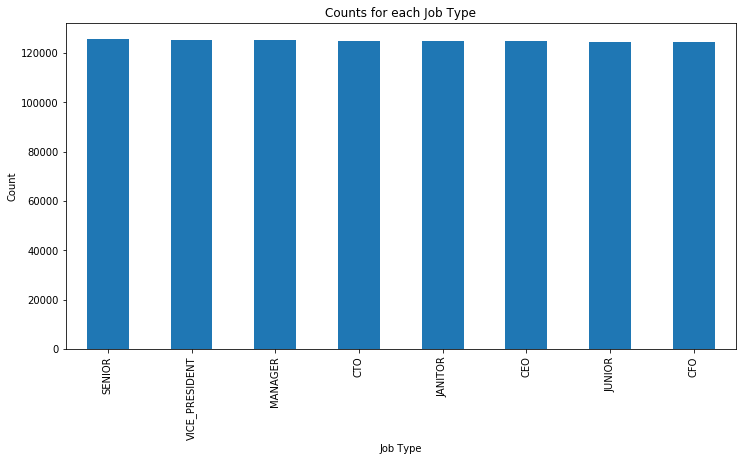 Counts for each Job Type
120000
100000
80000
60000
40000
20000
0
Count
SENIOR
VICE_PRESIDENT
MANAGER
CTO
JANITOR
CEO
JUNIOR
CFO
Job Type